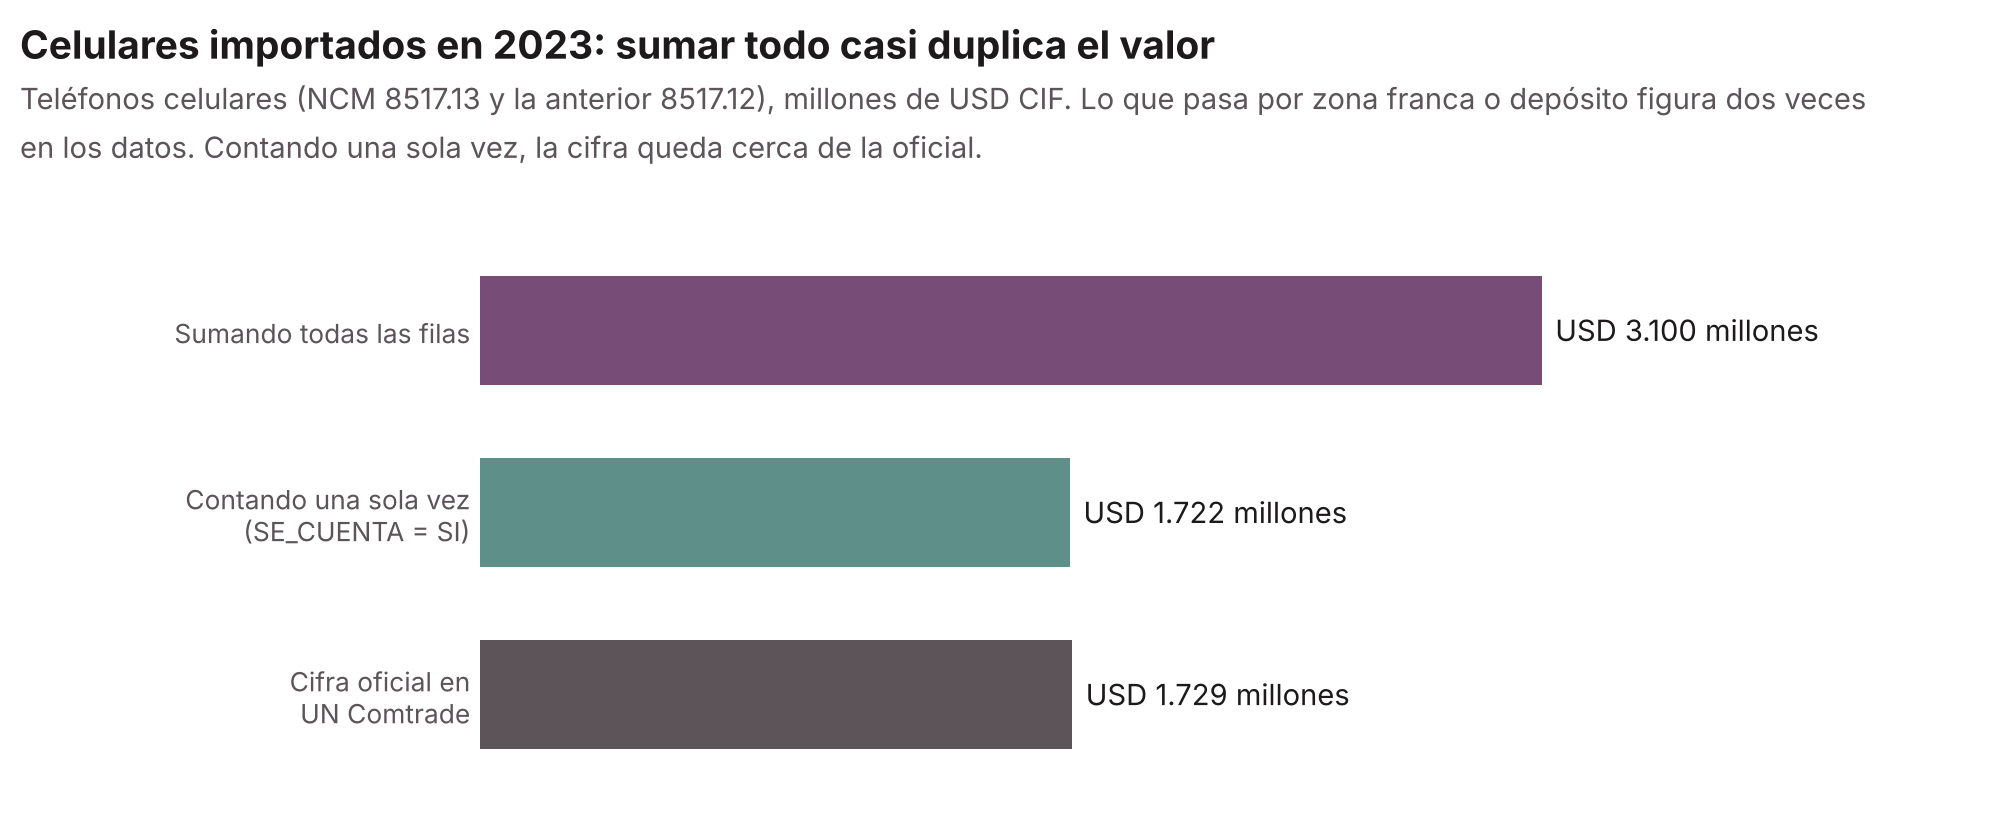 Celulares importados en 2023: sumar todo casi duplica el valor
Teléfonos celulares (NCM 8517.13 y la anterior 8517.12), millones de USD CIF. Lo que pasa por zona franca o depósito figura dos veces
en los datos. Contando una sola vez, la cifra queda cerca de la oficial.
Sumando todas las filas
USD 3.100 millones
Contando una sola vez
(SE_CUENTA = SI)
USD 1.722 millones
Cifra oficial en
UN Comtrade
USD 1.729 millones